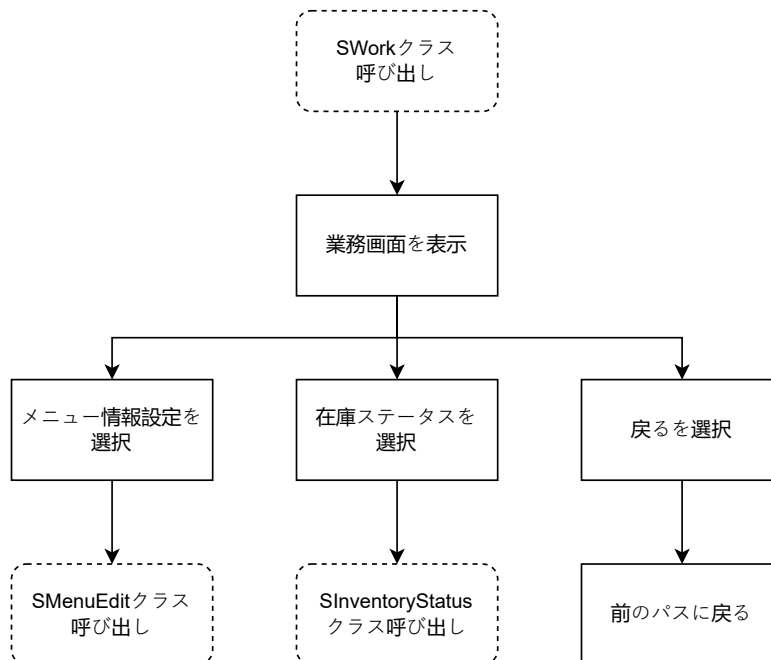 SWorkクラス
呼び出し
業務画面を表示
メニュー情報設定を
選択
在庫ステータスを
選択
戻るを選択
SMenuEditクラス
呼び出し
SInventoryStatus
クラス呼び出し
前のパスに戻る